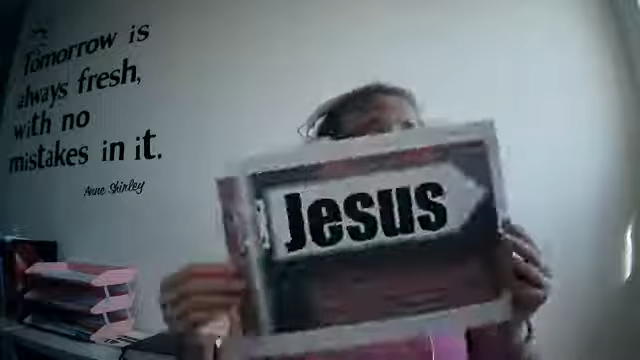 Tomorrow is
always fresh,
with no
mistakes in it.
Anne Shirley
Jesus